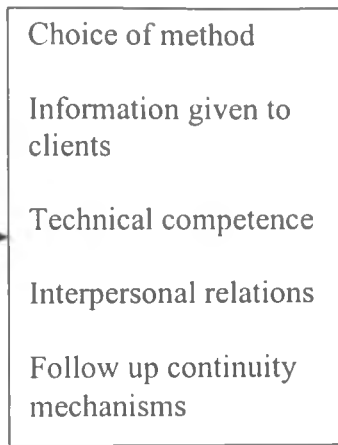 Choice of method
Information given to
clients
Technical competence
Interpersonal relations
Follow up continuity
mechanisms